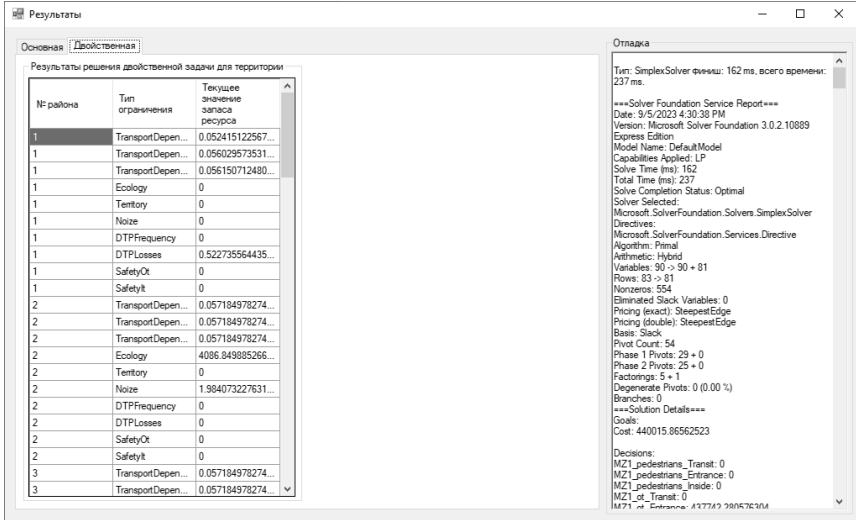 Результаты
Основная Двойственная
Результаты решения двойственной задачи для территории
№ района Тип ограничения Текущее значение запаса ресурса
1 TransportDepen... 0.052415122567...
1 TransportDepen... 0.056029573531...
1 TransportDepen... 0.056150712480...
1 Ecology 0
1 Territory 0
1 Noize 0
1 DTPFrequency 0
1 DTPLosses 0.522735564435...
1 SafetyOt 0
1 SafetyIt 0
2 TransportDepen... 0.057184978274...
2 TransportDepen... 0.057184978274...
2 TransportDepen... 0.057184978274...
2 Ecology 4086.849885266...
2 Territory 0
2 Noize 1.984073227631...
2 DTPFrequency 0
2 DTPLosses 0
2 SafetyOt 0
2 SafetyIt 0
3 TransportDepen... 0.057184978274...
3 TransportDepen... 0.057184978274...
Отладка
Тип: SimplexSolver финиш: 162 ms, всего времени:
237 ms.
===Solver Foundation Service Report===
Date: 9/5/2023 4:30:38 PM
Version: Microsoft Solver Foundation 3.0.2.10889
Express Edition
Model Name: DefaultModel
Capabilities Applied: LP
Solve Time (ms): 162
Total Time (ms): 237
Solve Completion Status: Optimal
Solver Selected:
Microsoft.SolverFoundation.Solvers.SimplexSolver
Directives:
Microsoft.SolverFoundation.Services.Directive
Algorithm: Primal
Arithmetic: Hybrid
Variables: 90 -> 90 + 81
Rows: 83 -> 81
Nonzeros: 554
Eliminated Slack Variables: 0
Pricing (exact): SteepestEdge
Pricing (double): SteepestEdge
Basis: Slack
Pivot Count: 54
Phase 1 Pivots: 29 + 0
Phase 2 Pivots: 25 + 0
Factorings: 5 + 1
Degenerate Pivots: 0 (0.00 %)
Branches: 0
===Solution Details===
Goals:
Cost: 440015.86562523
Decisions:
MZ1_pedestrians_Transit: 0
MZ1_pedestrians_Entrance: 0
MZ1_pedestrians_Inside: 0
MZ1_ot_Transit: 0
MZ1_ot_Entrance: 437742.280576304